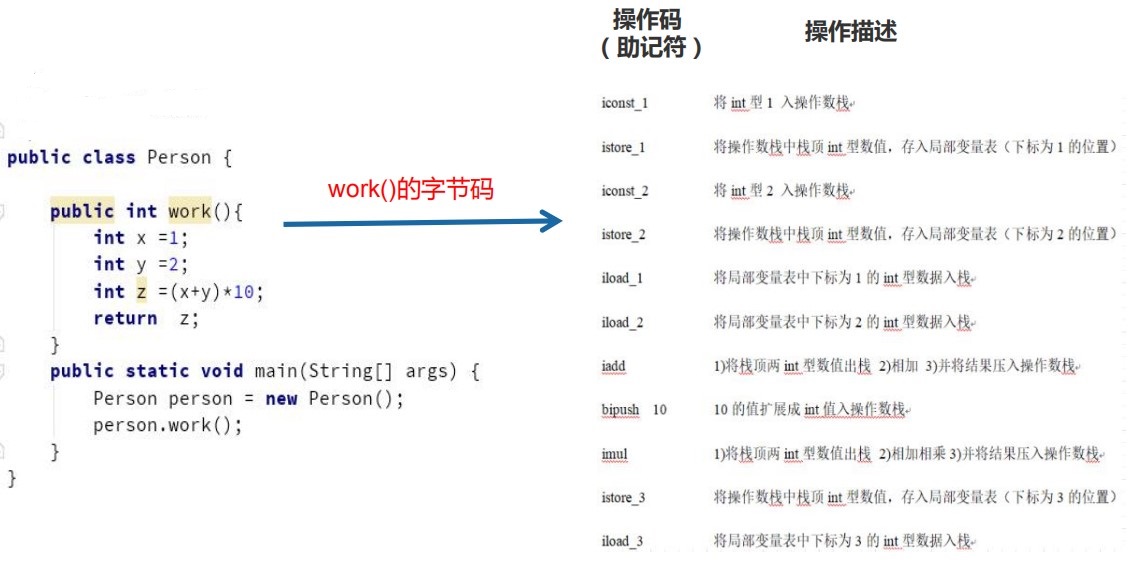 public class Person {
public int work(){
int x =1;
int y =2;
int z =(x+y)*10;
return z;
}
public static void main(String[] args) {
Person person = new Person();
person.work();
}
}
work()的字节码
操作码
（助记符）
操作描述
iconst_1 将 int 型 1 入操作数栈
istore_1 将操作数栈中栈顶 int 型数值，存入局部变量表（下标为 1 的位置）
iconst_2 将 int 型 2 入操作数栈
istore_2 将操作数栈中栈顶 int 型数值，存入局部变量表（下标为 2 的位置）
iload_1 将局部变量表中下标为 1 的 int 型数据入栈
iload_2 将局部变量表中下标为 2 的 int 型数据入栈
iadd 1)将栈顶两 int 型数值出栈 2)相加 3)并将结果压入操作数栈
bipush 10 10 的值扩展成 int 值入操作数栈
imul 1)将栈顶两 int 型数值出栈 2)相加相乘 3)并将结果压入操作数栈
istore_3 将操作数栈中栈顶 int 型数值，存入局部变量表（下标为 3 的位置）
iload_3 将局部变量表中下标为 3 的 int 型数据入栈